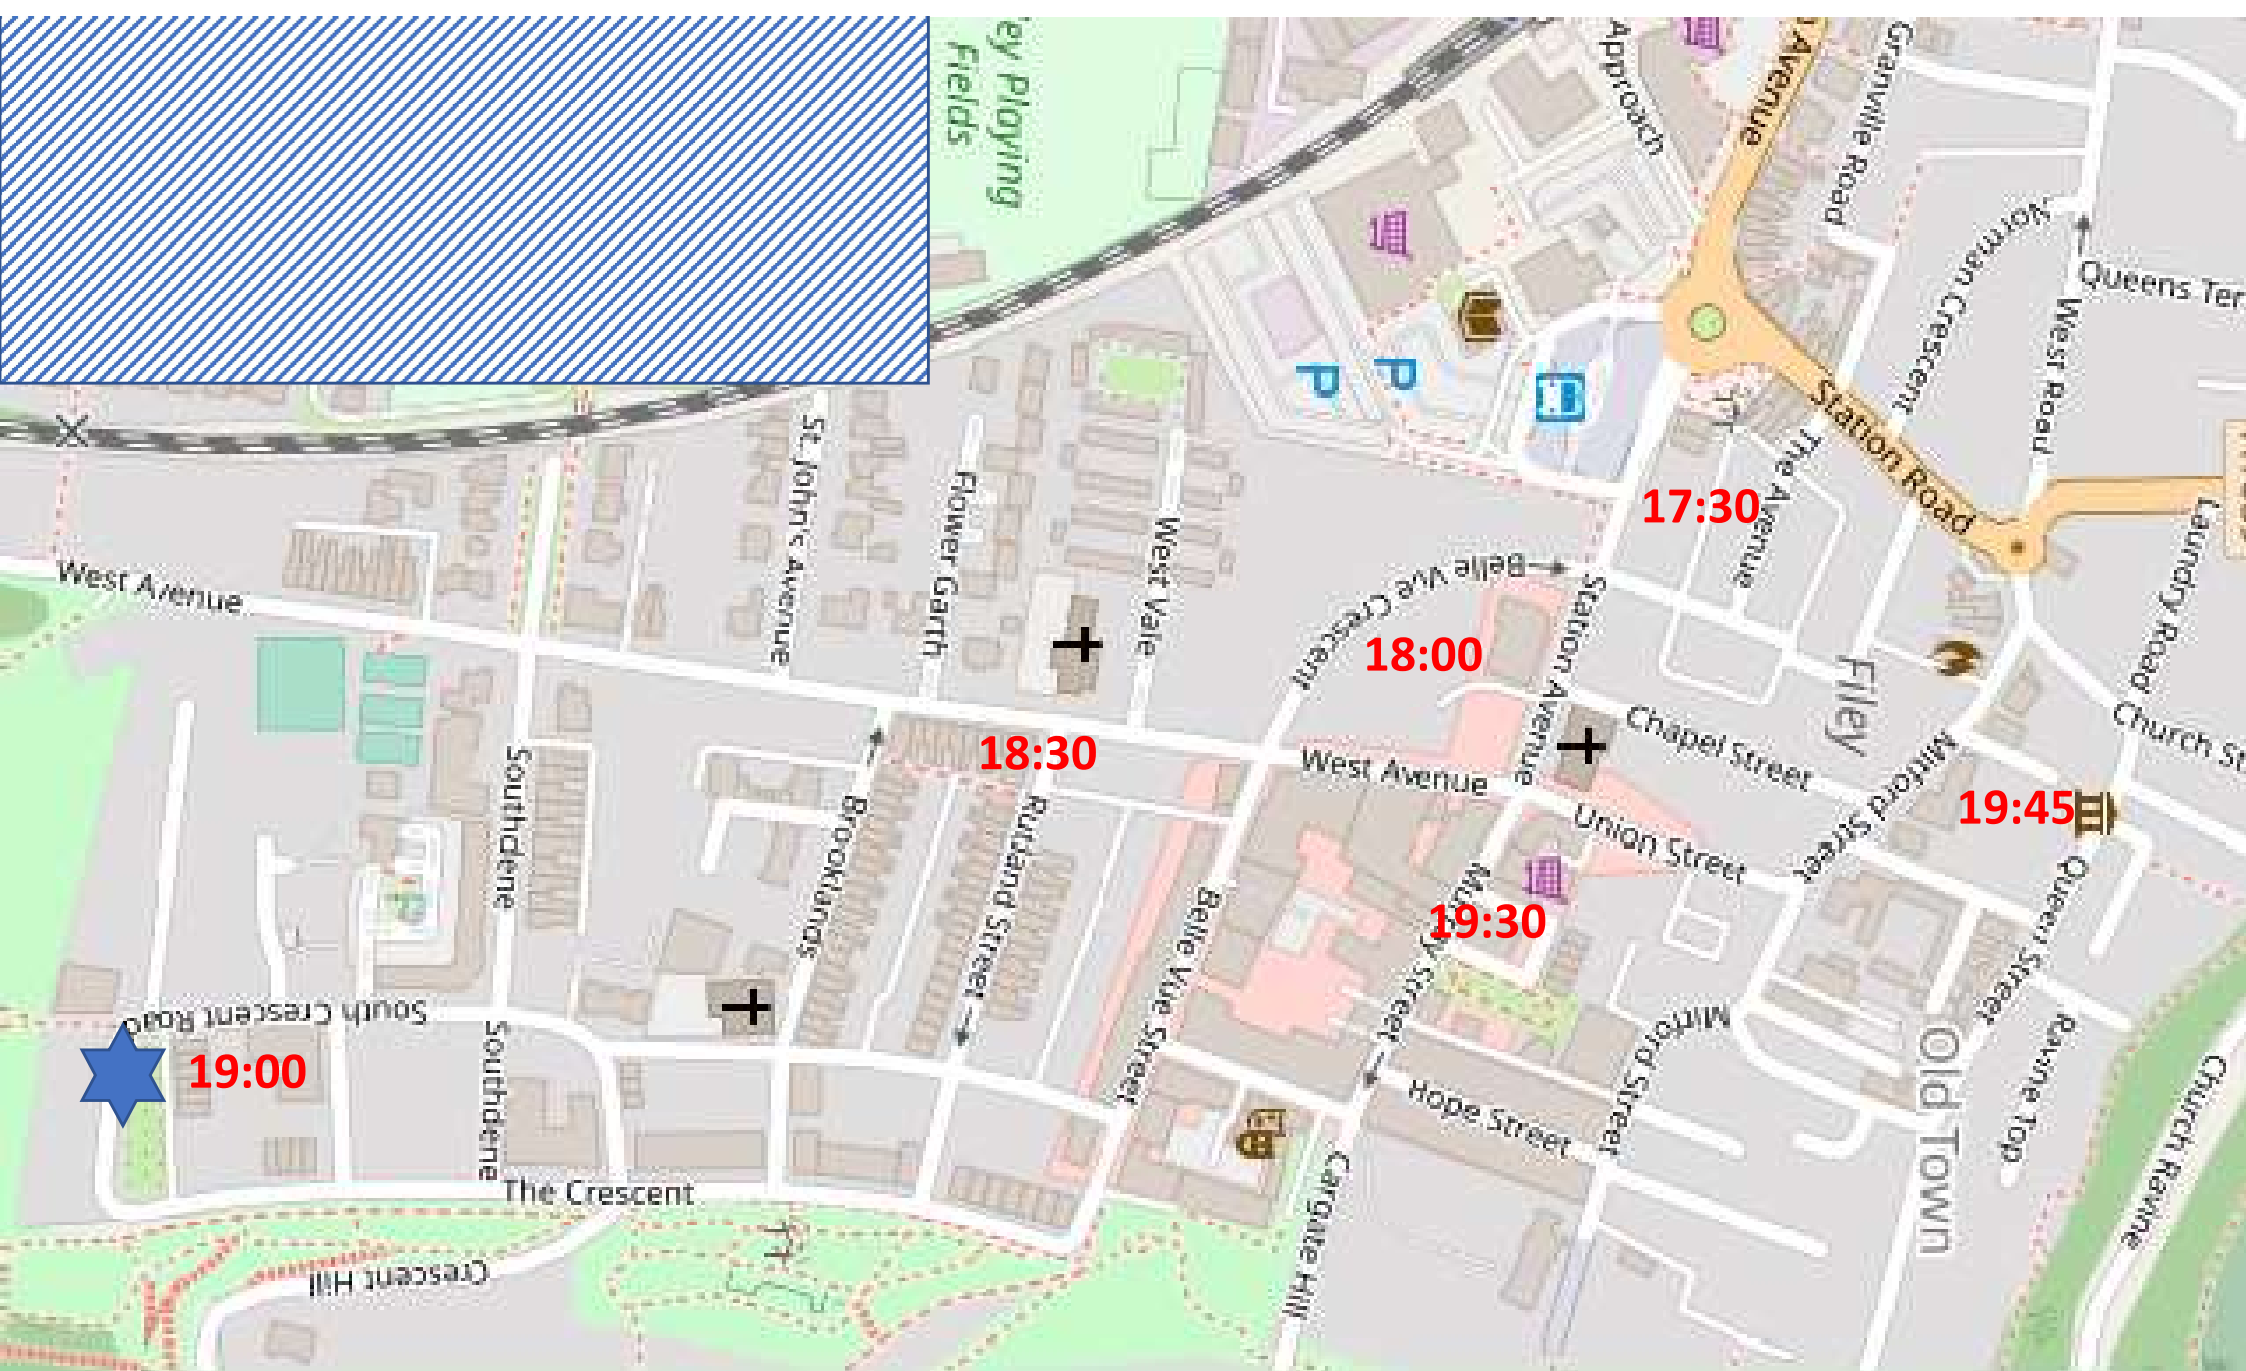 ey Playing
Fields
Approach
Avenue
Granville Road
Norman Crescent
West Road
Queens Ter
P
P
Station Road
The Avenue
17:30
Laundry Road
St. John's Avenue
Flower Garth
West Vale
West Avenue
Belle Vue Crescent
18:00
Station Avenue
Filey
Chapel Street
Church St
18:30
West Avenue
Union Street
Mitford Street
19:45
Southdene
Brooklands
Rutland Street
Belle Vue Street
Murray Street
19:30
Queen Street
South Crescent Road
19:00
Southdene
Mitford Street
Hope Street
Old Town
Ravine Top
Church Ravine
The Crescent
Cargate Hill
Crescent Hill